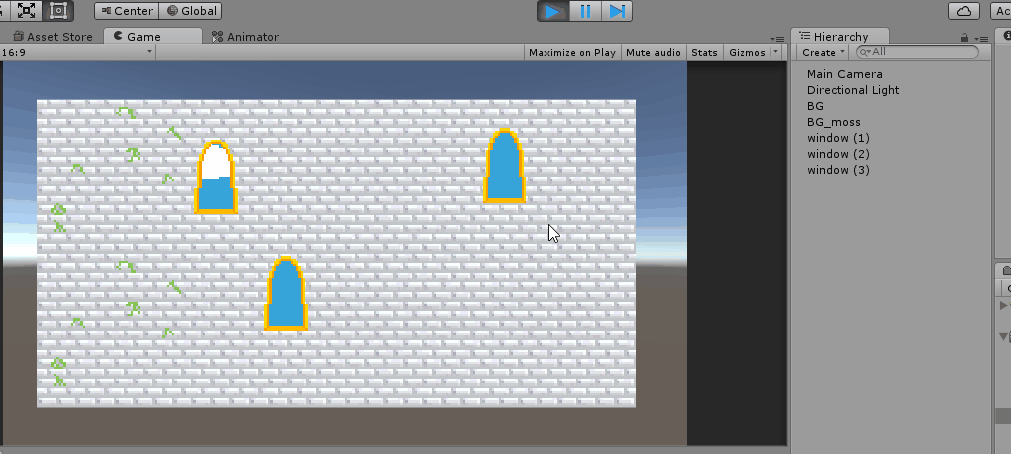 Center Global Ac
Asset Store Game Animator
16:9 Maximize on Play Mute audio Stats Gizmos
Hierarchy
Create All
Main Camera
Directional Light
BG
BG_moss
window (1)
window (2)
window (3)